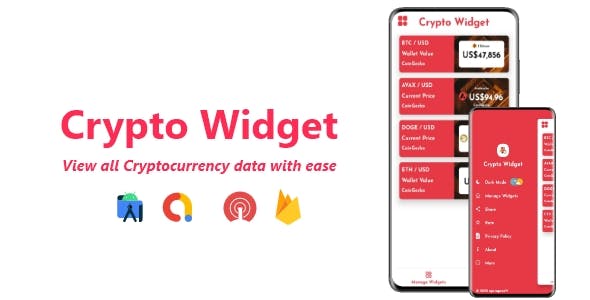 Crypto Widget
View all Cryptocurrency data with ease
Crypto Widget
BTC / USD
Wallet Value
CoinGecko
US$47,856
AVAX / USD
Current Price
CoinGecko
US$94.96
DOGE / USD
Current Price
CoinGecko
ETH / USD
Wallet Value
CoinGecko
Manage Widgets
Crypto Widget
Dark Mode
Manage Widgets
Share
Rate
Privacy Policy
About
More